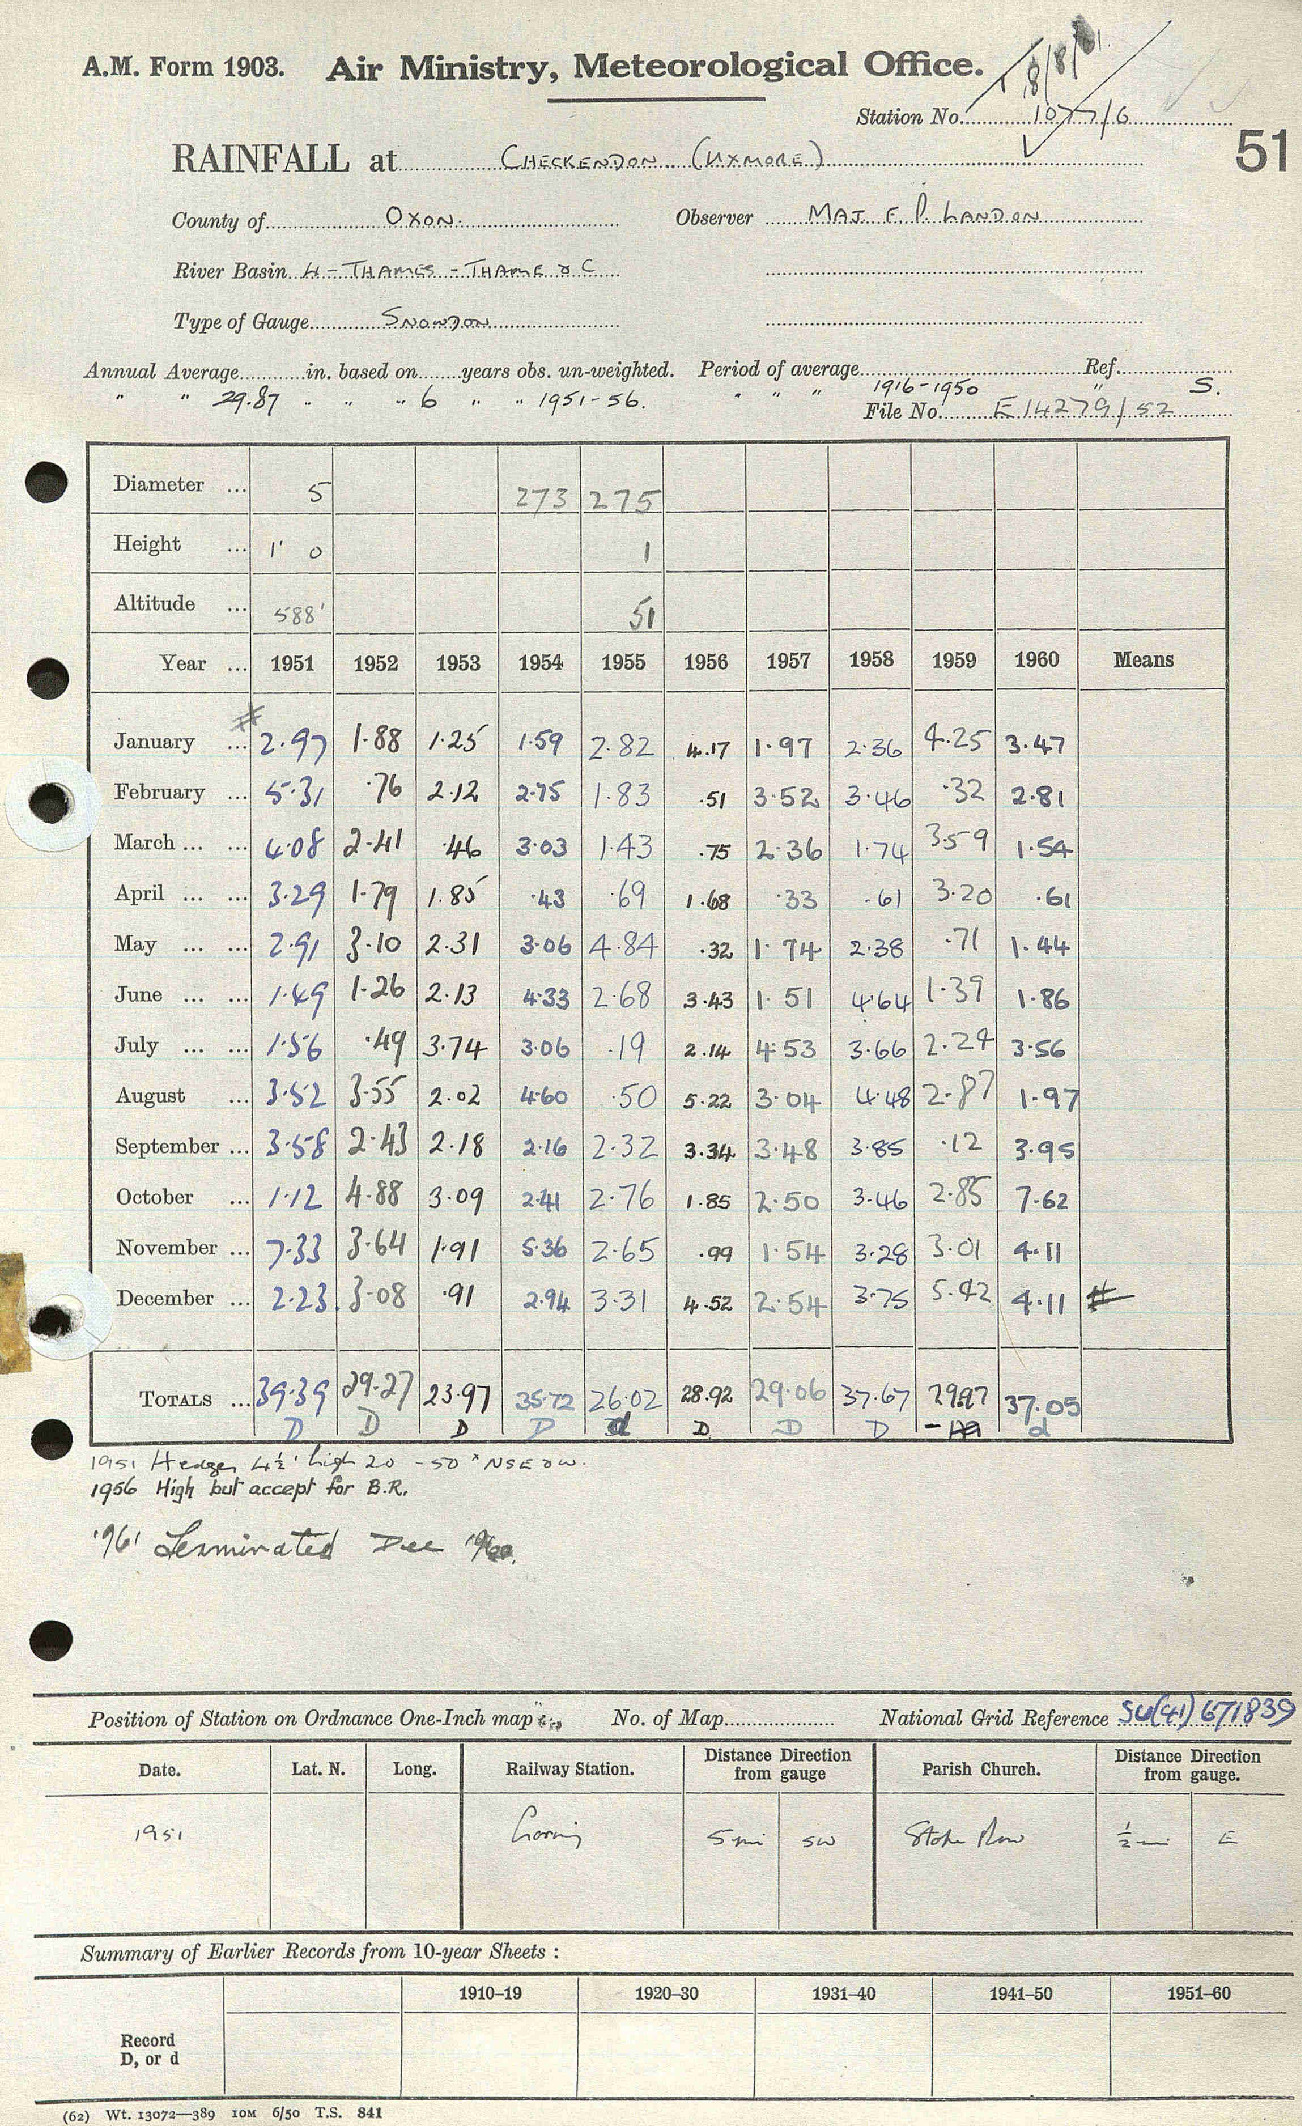 18/8/61.
A.M. Form 1903. Air Ministry, Meteorological Office.
Station No. 1077/6
51
RAINFALL at CHECKENDON (UXMORE)
County of OXON. Observer MAJ F. P. LANDON
River Basin 4 - THAMES - THAME & C
Type of Gauge SNOWDON
Annual Average in. based on years obs. un-weighted. Period of average Ref.
" " 29.87 " " " 6 " " 1951-56. " " " 1916-1950 " S.
File No. E 14279/52
Diameter ... 5 273 275
Height ... 1' 0 1
Altitude ... 588' 51
Year ... 1951 1952 1953 1954 1955 1956 1957 1958 1959 1960 Means
January ... # 2.97 1.88 1.25 1.59 2.82 4.17 1.97 2.36 4.25 3.47
February ... 5.31 .76 2.12 2.75 1.83 .51 3.52 3.46 .32 2.81
March ... ... 4.08 2.41 .46 3.03 1.43 .75 2.36 1.74 3.59 1.54
April ... ... 3.29 1.79 1.85 .43 .69 1.68 .33 .61 3.20 .61
May ... ... 2.91 3.10 2.31 3.06 4.84 .32 1.74 2.38 .71 1.44
June ... ... 1.49 1.26 2.13 4.33 2.68 3.43 1.51 4.64 1.39 1.86
July ... ... 1.56 .49 3.74 3.06 .19 2.14 4.53 3.66 2.24 3.56
August ... 3.52 3.55 2.02 4.60 .50 5.22 3.04 4.48 2.87 1.97
September ... 3.58 2.43 2.18 2.16 2.32 3.34 3.48 3.85 .12 3.95
October ... 1.12 4.88 3.09 2.41 2.76 1.85 2.50 3.46 2.85 7.62
November ... 7.33 3.64 1.91 5.36 2.65 .99 1.54 3.28 3.01 4.11
December ... 2.23 3.08 .91 2.94 3.31 4.52 2.54 3.75 5.42 4.11 #
TOTALS ... 39.39 29.27 23.97 35.72 26.02 28.92 29.06 37.67 29.97 37.05
D D D D d D D D d
1951 Hedges 4½' high 20 - 50' N S E & W.
1956 High but accept for B.R.
1961 Terminated Dec 1960.
Position of Station on Ordnance One-Inch map No. of Map National Grid Reference SU(41) 671839
Date. Lat. N. Long. Railway Station. Distance Direction from gauge Parish Church. Distance Direction from gauge.
1951 Goring 5 mi SW Stoke Row ½ mi E
Summary of Earlier Records from 10-year Sheets :
1910-19 1920-30 1931-40 1941-50 1951-60
Record
D, or d
(62) Wt. 13072—389 10M 6/50 T.S. 841